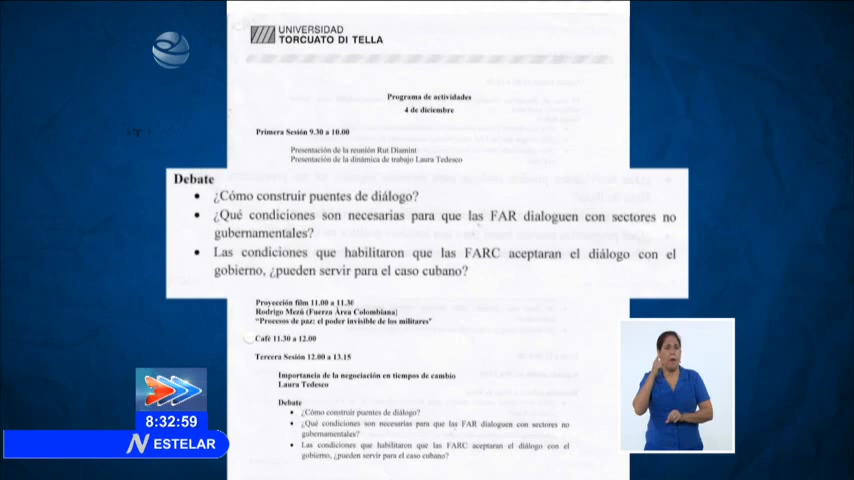 UNIVERSIDAD
TORCUATO DI TELLA
Programa de actividades
4 de diciembre
Primera Sesión 9.30 a 10.00
Presentación de la reunión Rut Diamint
Presentación de la dinámica de trabajo Laura Tedesco
Debate
• ¿Cómo construir puentes de diálogo?
• ¿Qué condiciones son necesarias para que las FAR dialoguen con sectores no
gubernamentales?
• Las condiciones que habilitaron que las FARC aceptaran el diálogo con el
gobierno, ¿pueden servir para el caso cubano?
Proyección film 11.00 a 11.30
Rodrigo Mezú (Fuerza Área Colombiana)
"Procesos de paz: el poder invisible de los militares"
Café 11.30 a 12.00
Tercera Sesión 12.00 a 13.15
Importancia de la negociación en tiempos de cambio
Laura Tedesco
Debate
• ¿Cómo construir puentes de diálogo?
• ¿Qué condiciones son necesarias para que las FAR dialoguen con sectores no
gubernamentales?
• Las condiciones que habilitaron que las FARC aceptaran el diálogo con el
gobierno, ¿pueden servir para el caso cubano?
8:32:59
N ESTELAR